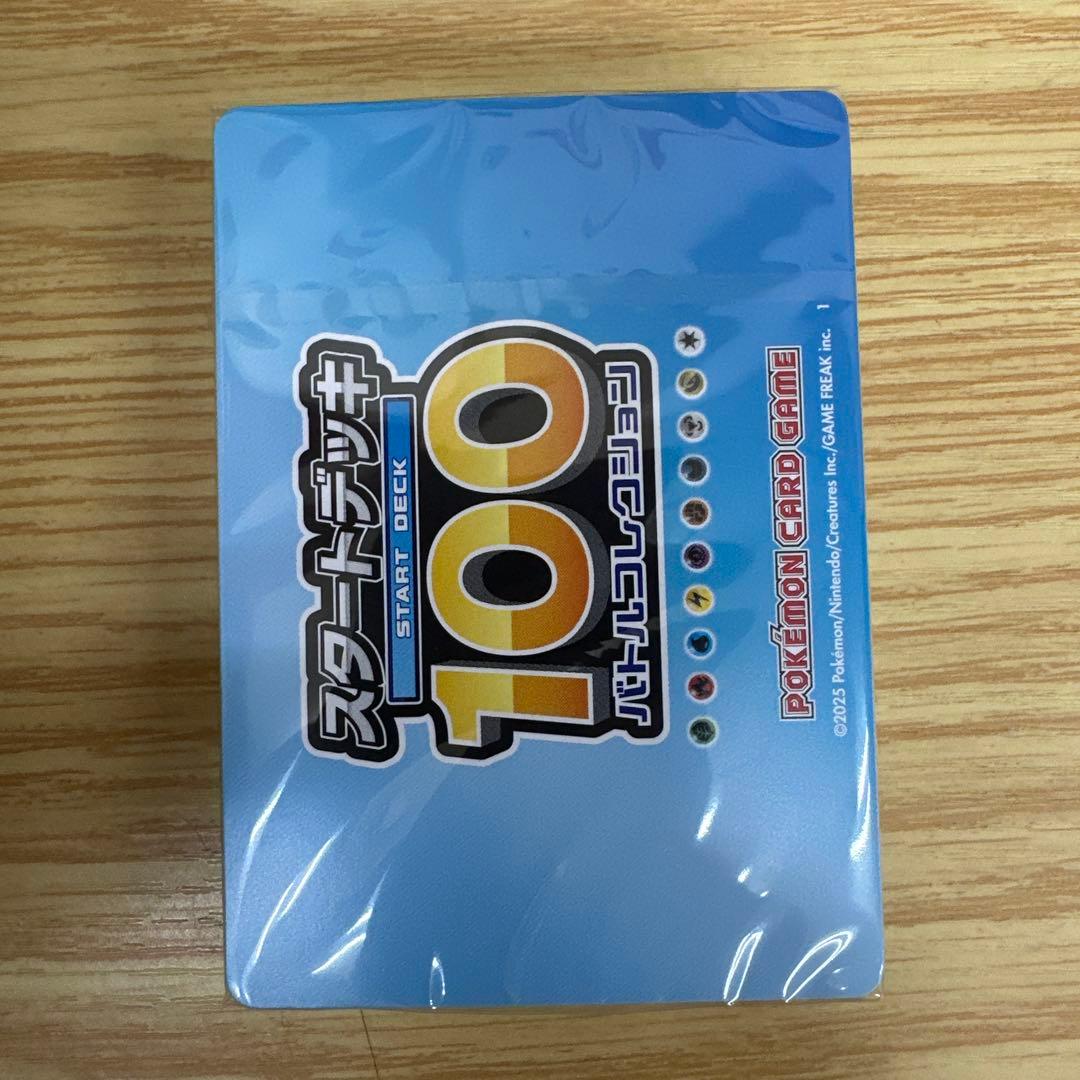 スタートデッキ
START DECK
100
バトルコレクション
POKÉMON CARD GAME
©2025 Pokémon/Nintendo/Creatures Inc./GAME FREAK inc. 1